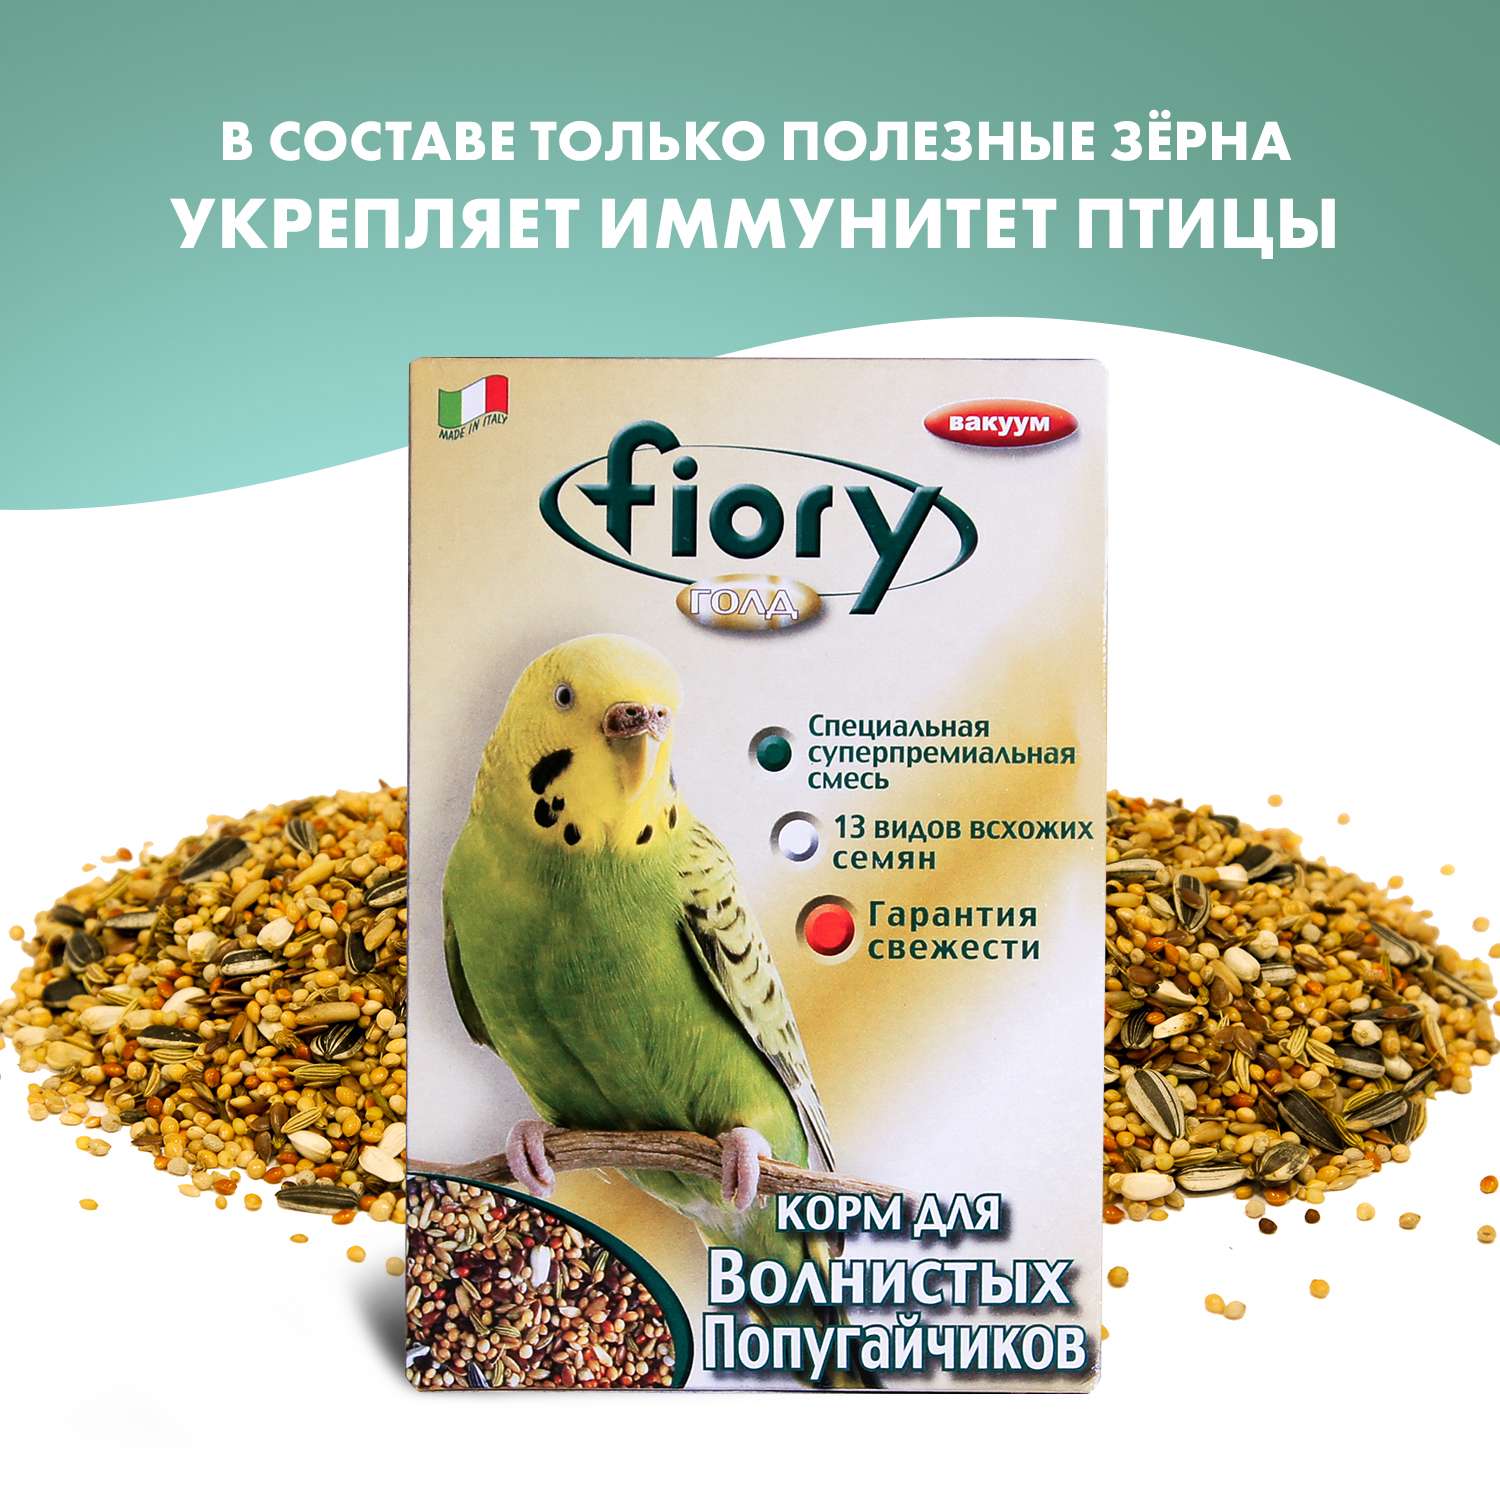 В СОСТАВЕ ТОЛЬКО ПОЛЕЗНЫЕ ЗЁРНА
УКРЕПЛЯЕТ ИММУНИТЕТ ПТИЦЫ
MADE IN ITALY
вакуум
fiory
ГОЛД
Специальная
суперпремиальная
смесь
13 видов всхожих
семян
Гарантия
свежести
КОРМ ДЛЯ
ВОЛНИСТЫХ
ПОПУГАЙЧИКОВ